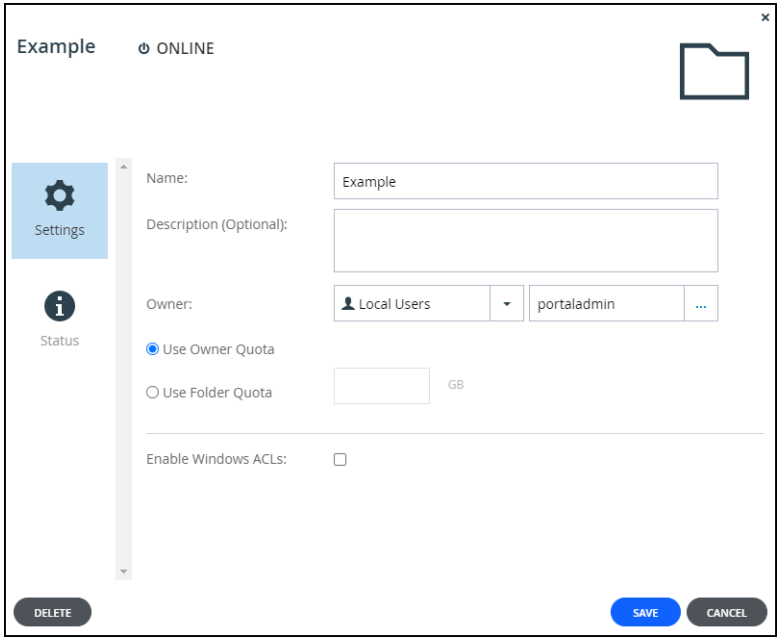 Example
ONLINE
Settings
Status
Name:
Example
Description (Optional):
Owner:
Local Users
portaladmin
...
Use Owner Quota
Use Folder Quota
GB
Enable Windows ACLs:
DELETE
SAVE
CANCEL